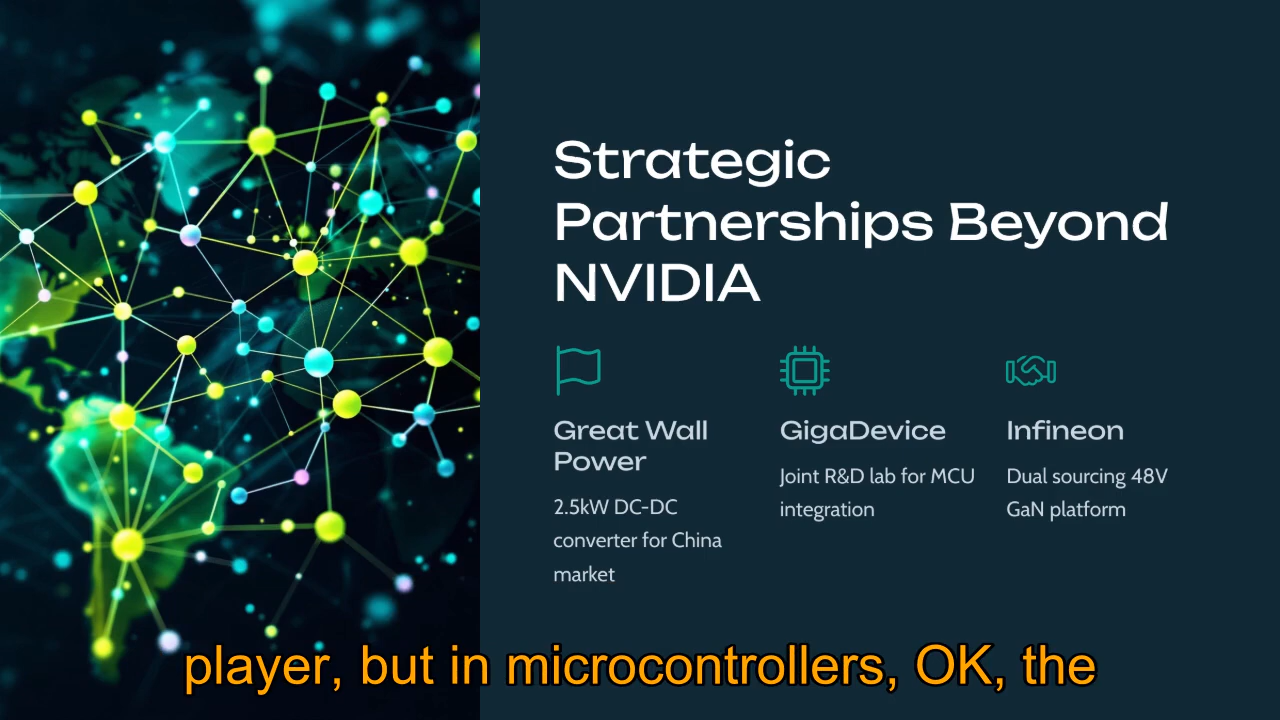 Strategic
Partnerships Beyond
NVIDIA
Great Wall
Power
2.5kW DC-DC
converter for China
market
GigaDevice
Joint R&D lab for MCU
integration
Infineon
Dual sourcing 48V
GaN platform
player, but in microcontrollers, OK, the